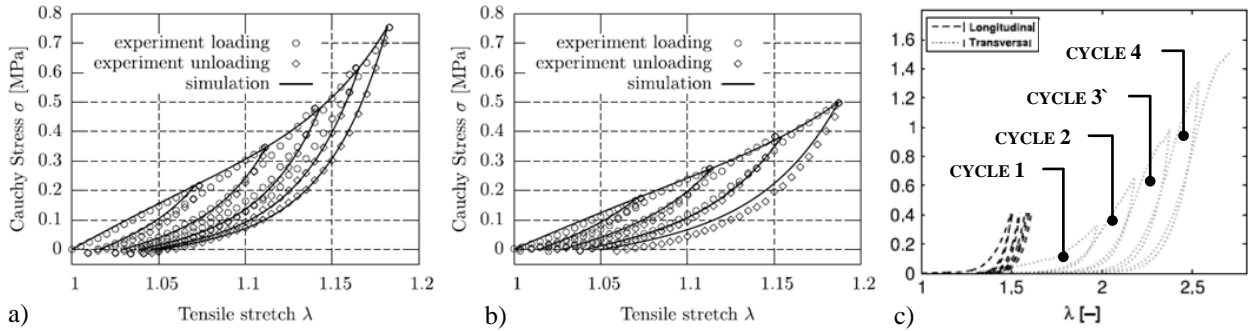 a)
Cauchy Stress σ [MPa]
0.8
0.7
0.6
0.5
0.4
0.3
0.2
0.1
0
experiment loading
experiment unloading
simulation
1
1.05
1.1
1.15
1.2
Tensile stretch λ
b)
Cauchy Stress σ [MPa]
0.8
0.7
0.6
0.5
0.4
0.3
0.2
0.1
0
experiment loading
experiment unloading
simulation
1
1.05
1.1
1.15
1.2
Tensile stretch λ
c)
1.6
1.4
1.2
1
0.8
0.6
0.4
0.2
0
Longitudinal
Transversal
CYCLE 4
CYCLE 3`
CYCLE 2
CYCLE 1
1,5
2
2,5
λ [–]